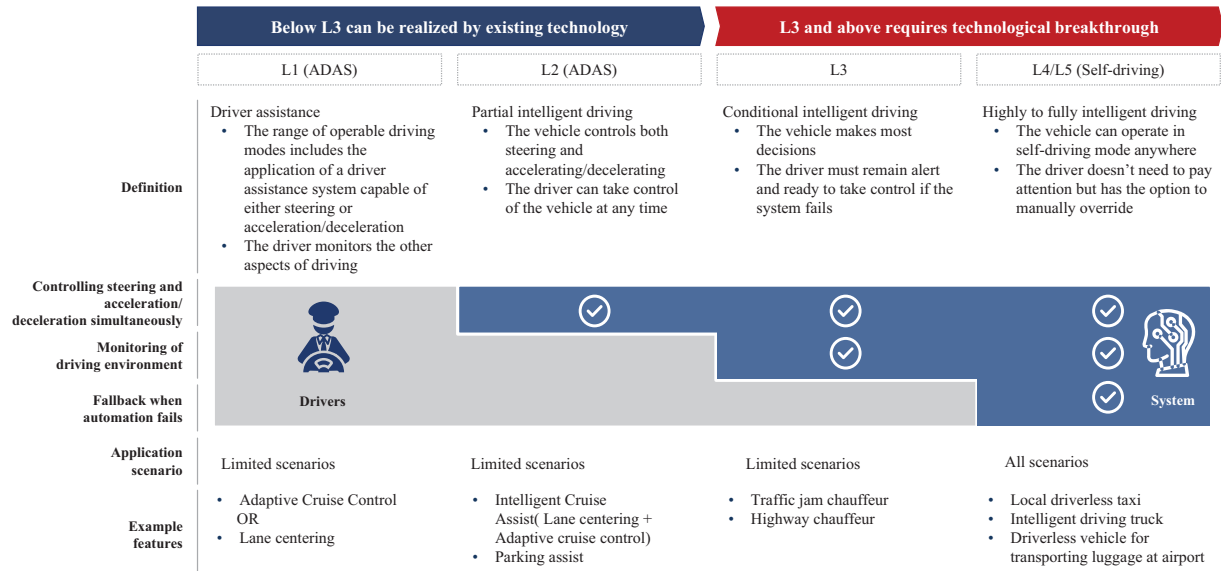 Below L3 can be realized by existing technology
L3 and above requires technological breakthrough
L1 (ADAS)
L2 (ADAS)
L3
L4/L5 (Self-driving)
Definition
Driver assistance
• The range of operable driving
modes includes the
application of a driver
assistance system capable of
either steering or
acceleration/deceleration
• The driver monitors the other
aspects of driving
Partial intelligent driving
• The vehicle controls both
steering and
accelerating/decelerating
• The driver can take control
of the vehicle at any time
Conditional intelligent driving
• The vehicle makes most
decisions
• The driver must remain alert
and ready to take control if the
system fails
Highly to fully intelligent driving
• The vehicle can operate in
self-driving mode anywhere
• The driver doesn't need to pay
attention but has the option to
manually override
Controlling steering and
acceleration/
deceleration simultaneously
Monitoring of
driving environment
Fallback when
automation fails
Drivers
System
Application
scenario
Limited scenarios
Limited scenarios
Limited scenarios
All scenarios
Example
features
• Adaptive Cruise Control
OR
• Lane centering
• Intelligent Cruise
Assist( Lane centering +
Adaptive cruise control)
• Parking assist
• Traffic jam chauffeur
• Highway chauffeur
• Local driverless taxi
• Intelligent driving truck
• Driverless vehicle for
transporting luggage at airport